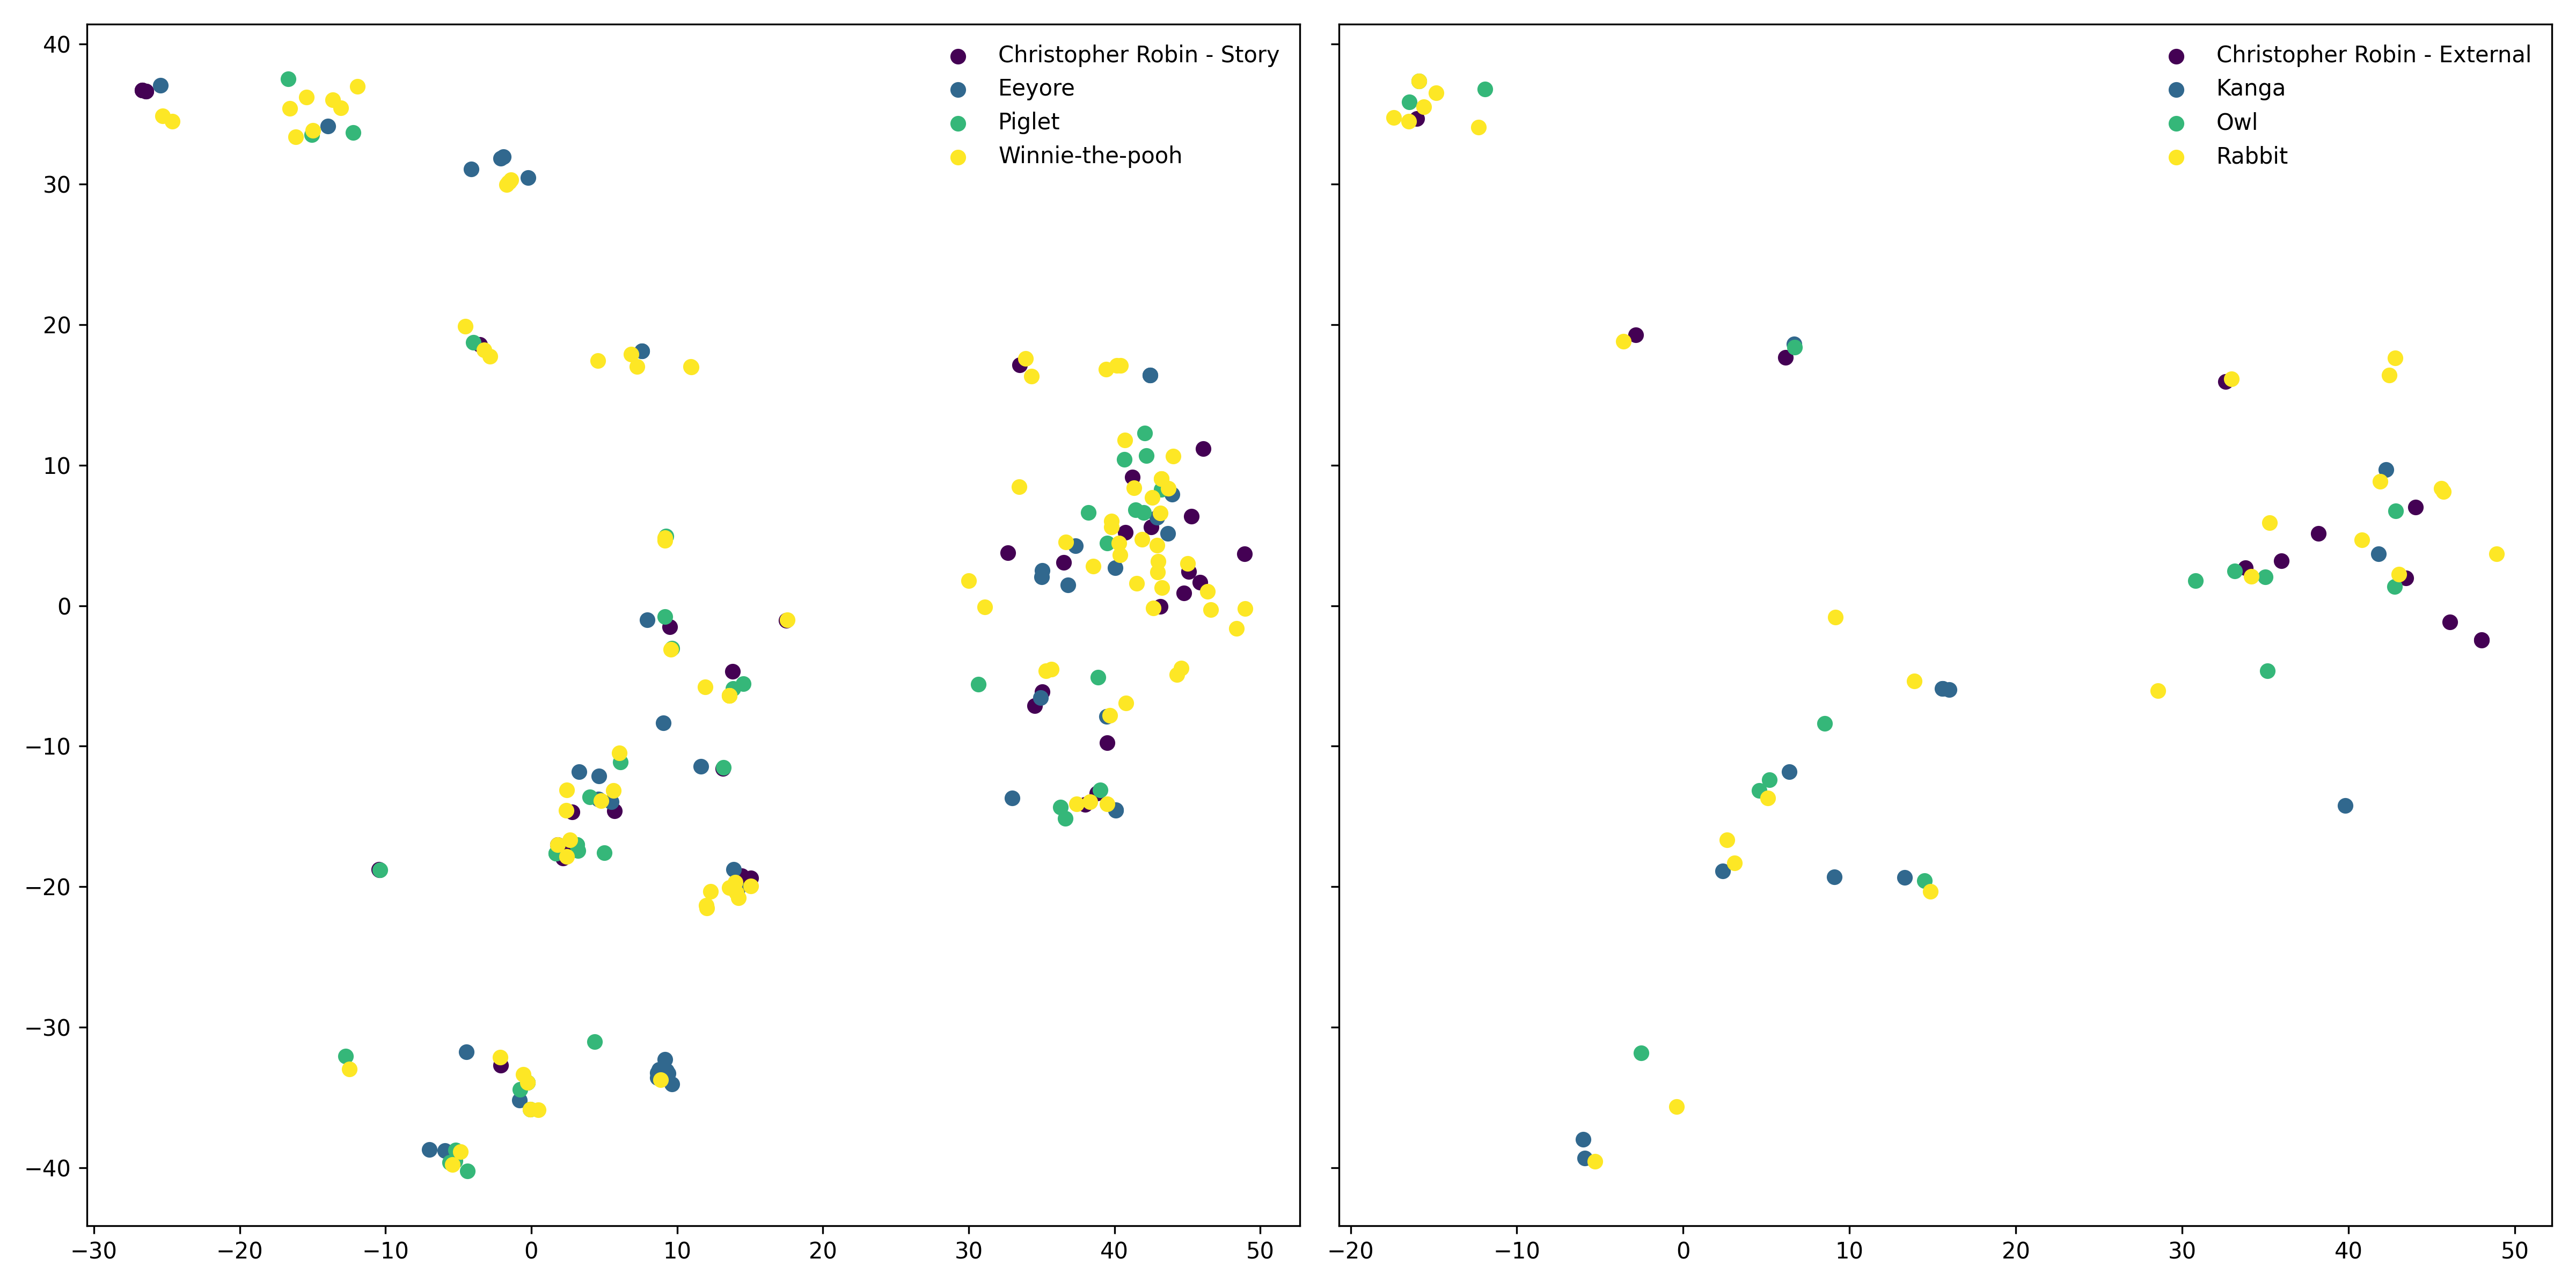 Christopher Robin - Story
Eeyore
Piglet
Winnie-the-pooh
40
30
20
10
0
−10
−20
−30
−40
−30 −20 −10 0 10 20 30 40 50
Christopher Robin - External
Kanga
Owl
Rabbit
−20 −10 0 10 20 30 40 50